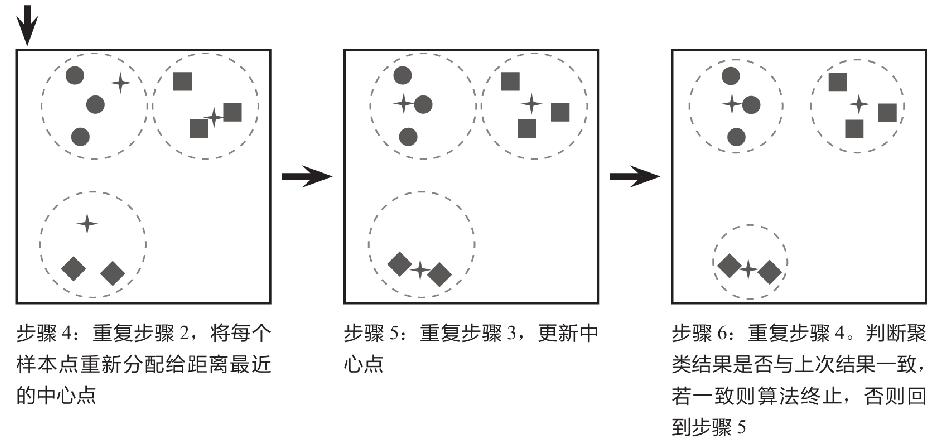 步骤 4：重复步骤 2，将每个
样本点重新分配给距离最近
的中心点
步骤 5：重复步骤 3，更新中
心点
步骤 6：重复步骤 4。判断聚
类结果是否与上次结果一致，
若一致则算法终止，否则回
到步骤 5